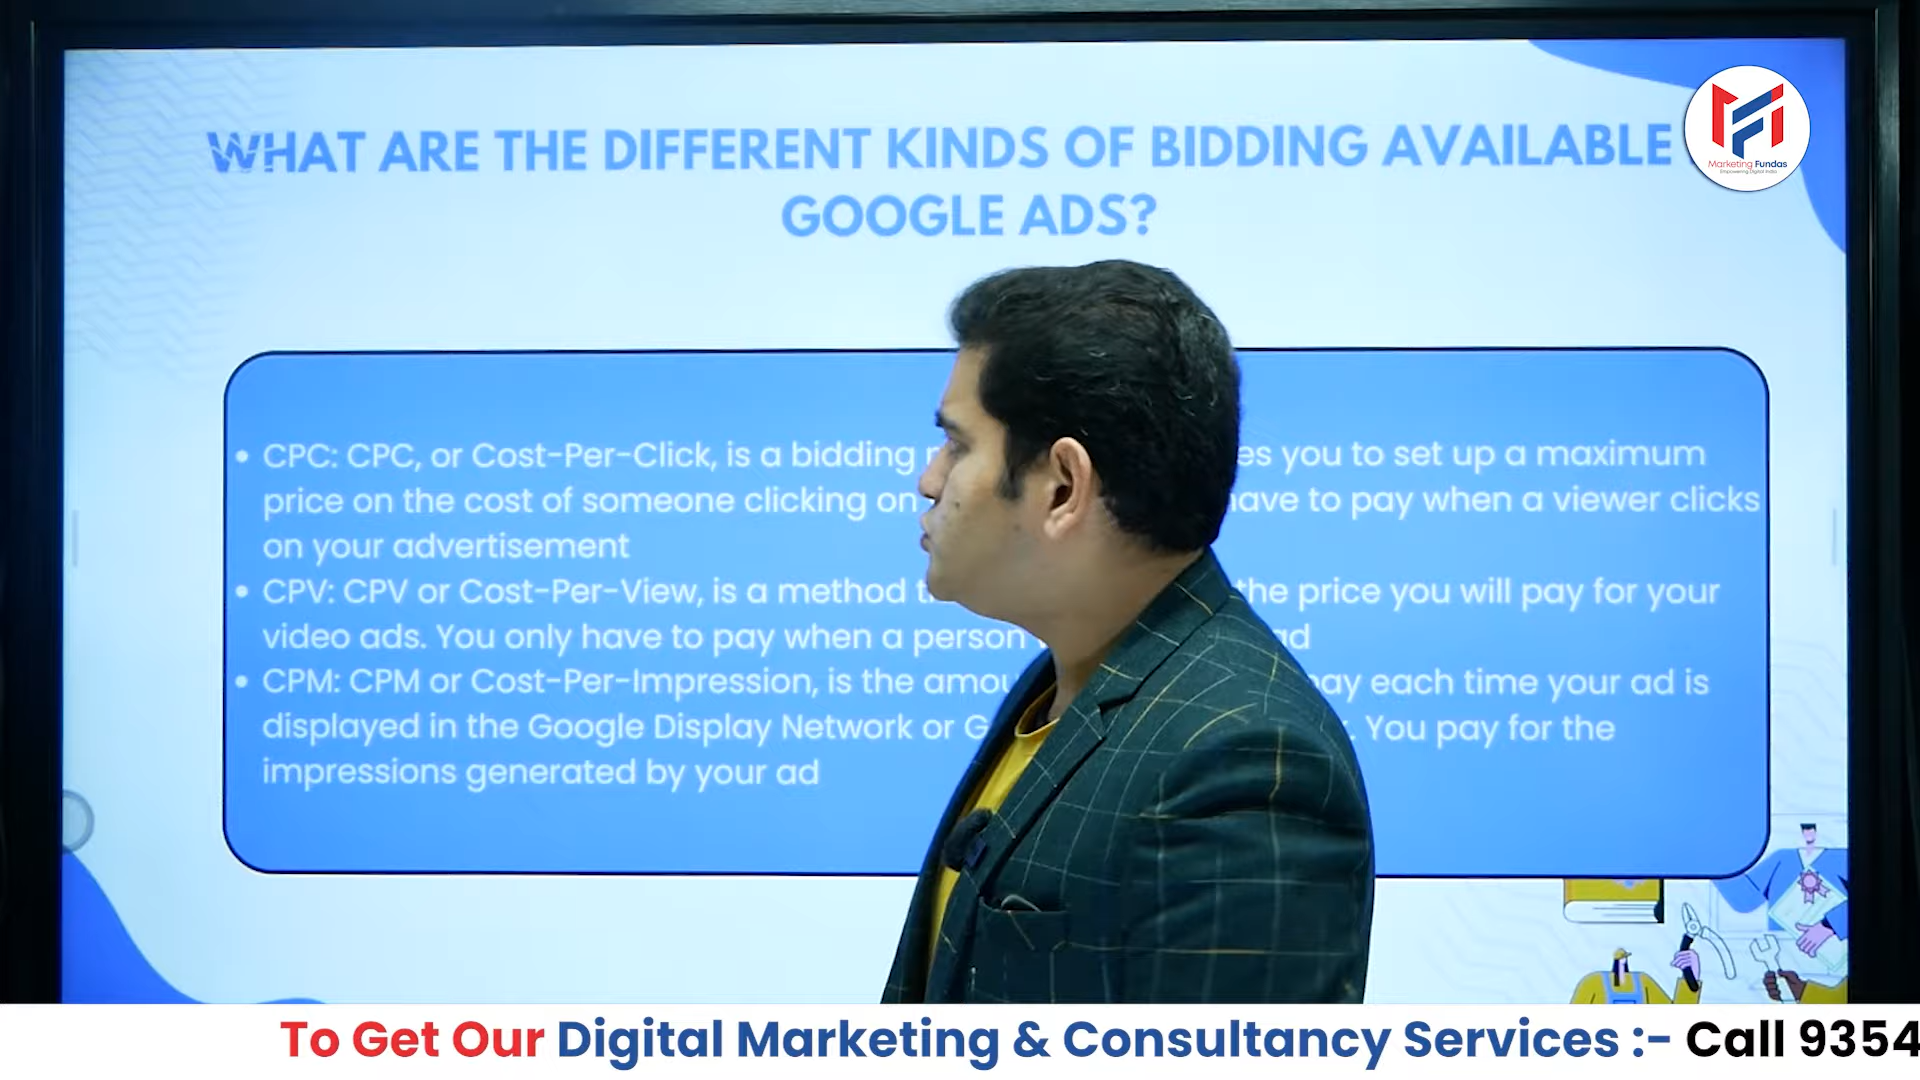 WHAT ARE THE DIFFERENT KINDS OF BIDDING AVAILABLE
GOOGLE ADS?
Marketing Fundas
Empowering Digital India
• CPC: CPC, or Cost-Per-Click, is a bidding you to set up a maximum
price on the cost of someone clicking on have to pay when a viewer clicks
on your advertisement
• CPV: CPV or Cost-Per-View, is a method the price you will pay for your
video ads. You only have to pay when a person ad
• CPM: CPM or Cost-Per-Impression, is the pay each time your ad is
displayed in the Google Display Network or You pay for the
impressions generated by your ad
To Get Our Digital Marketing & Consultancy Services :- Call 9354